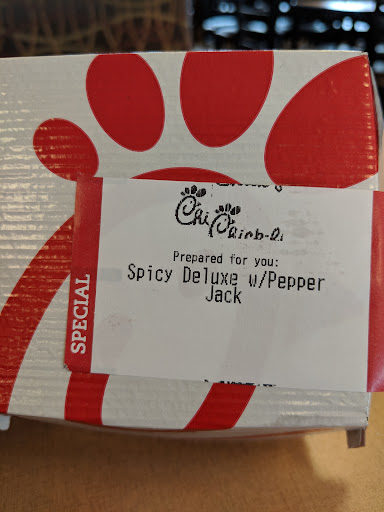 Prepared for you:
Spicy Deluxe w/Pepper
Jack
SPECIAL